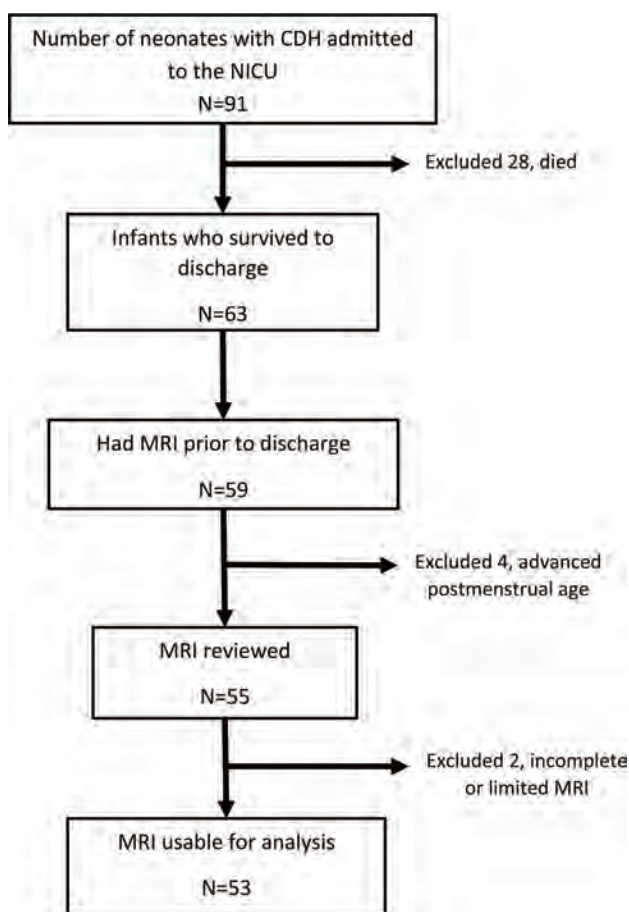 Number of neonates with CDH admitted
to the NICU
N=91
Excluded 28, died
Infants who survived to
discharge
N=63
Had MRI prior to discharge
N=59
Excluded 4, advanced
postmenstrual age
MRI reviewed
N=55
Excluded 2, incomplete
or limited MRI
MRI usable for analysis
N=53